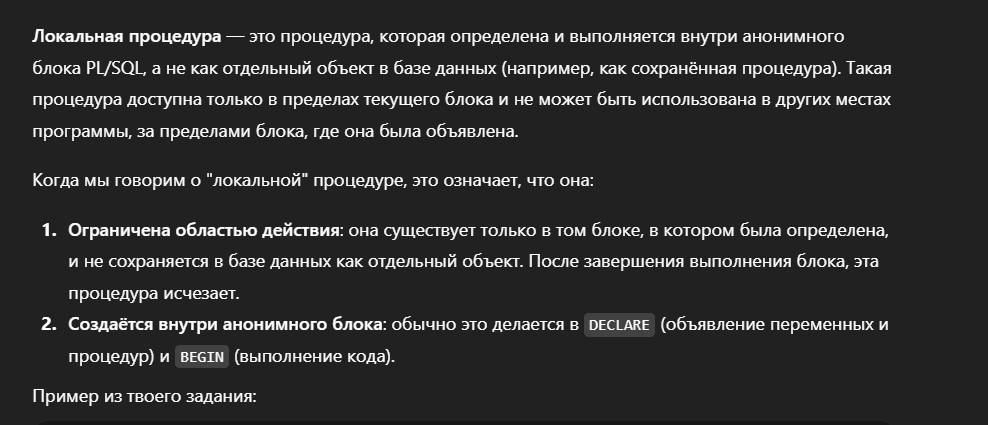 Локальная процедура — это процедура, которая определена и выполняется внутри анонимного
блока PL/SQL, а не как отдельный объект в базе данных (например, как сохранённая процедура). Такая
процедура доступна только в пределах текущего блока и не может быть использована в других местах
программы, за пределами блока, где она была объявлена.
Когда мы говорим о "локальной" процедуре, это означает, что она:
1. Ограничена областью действия: она существует только в том блоке, в котором была определена,
и не сохраняется в базе данных как отдельный объект. После завершения выполнения блока, эта
процедура исчезает.
2. Создаётся внутри анонимного блока: обычно это делается в DECLARE (объявление переменных и
процедур) и BEGIN (выполнение кода).
Пример из твоего задания: